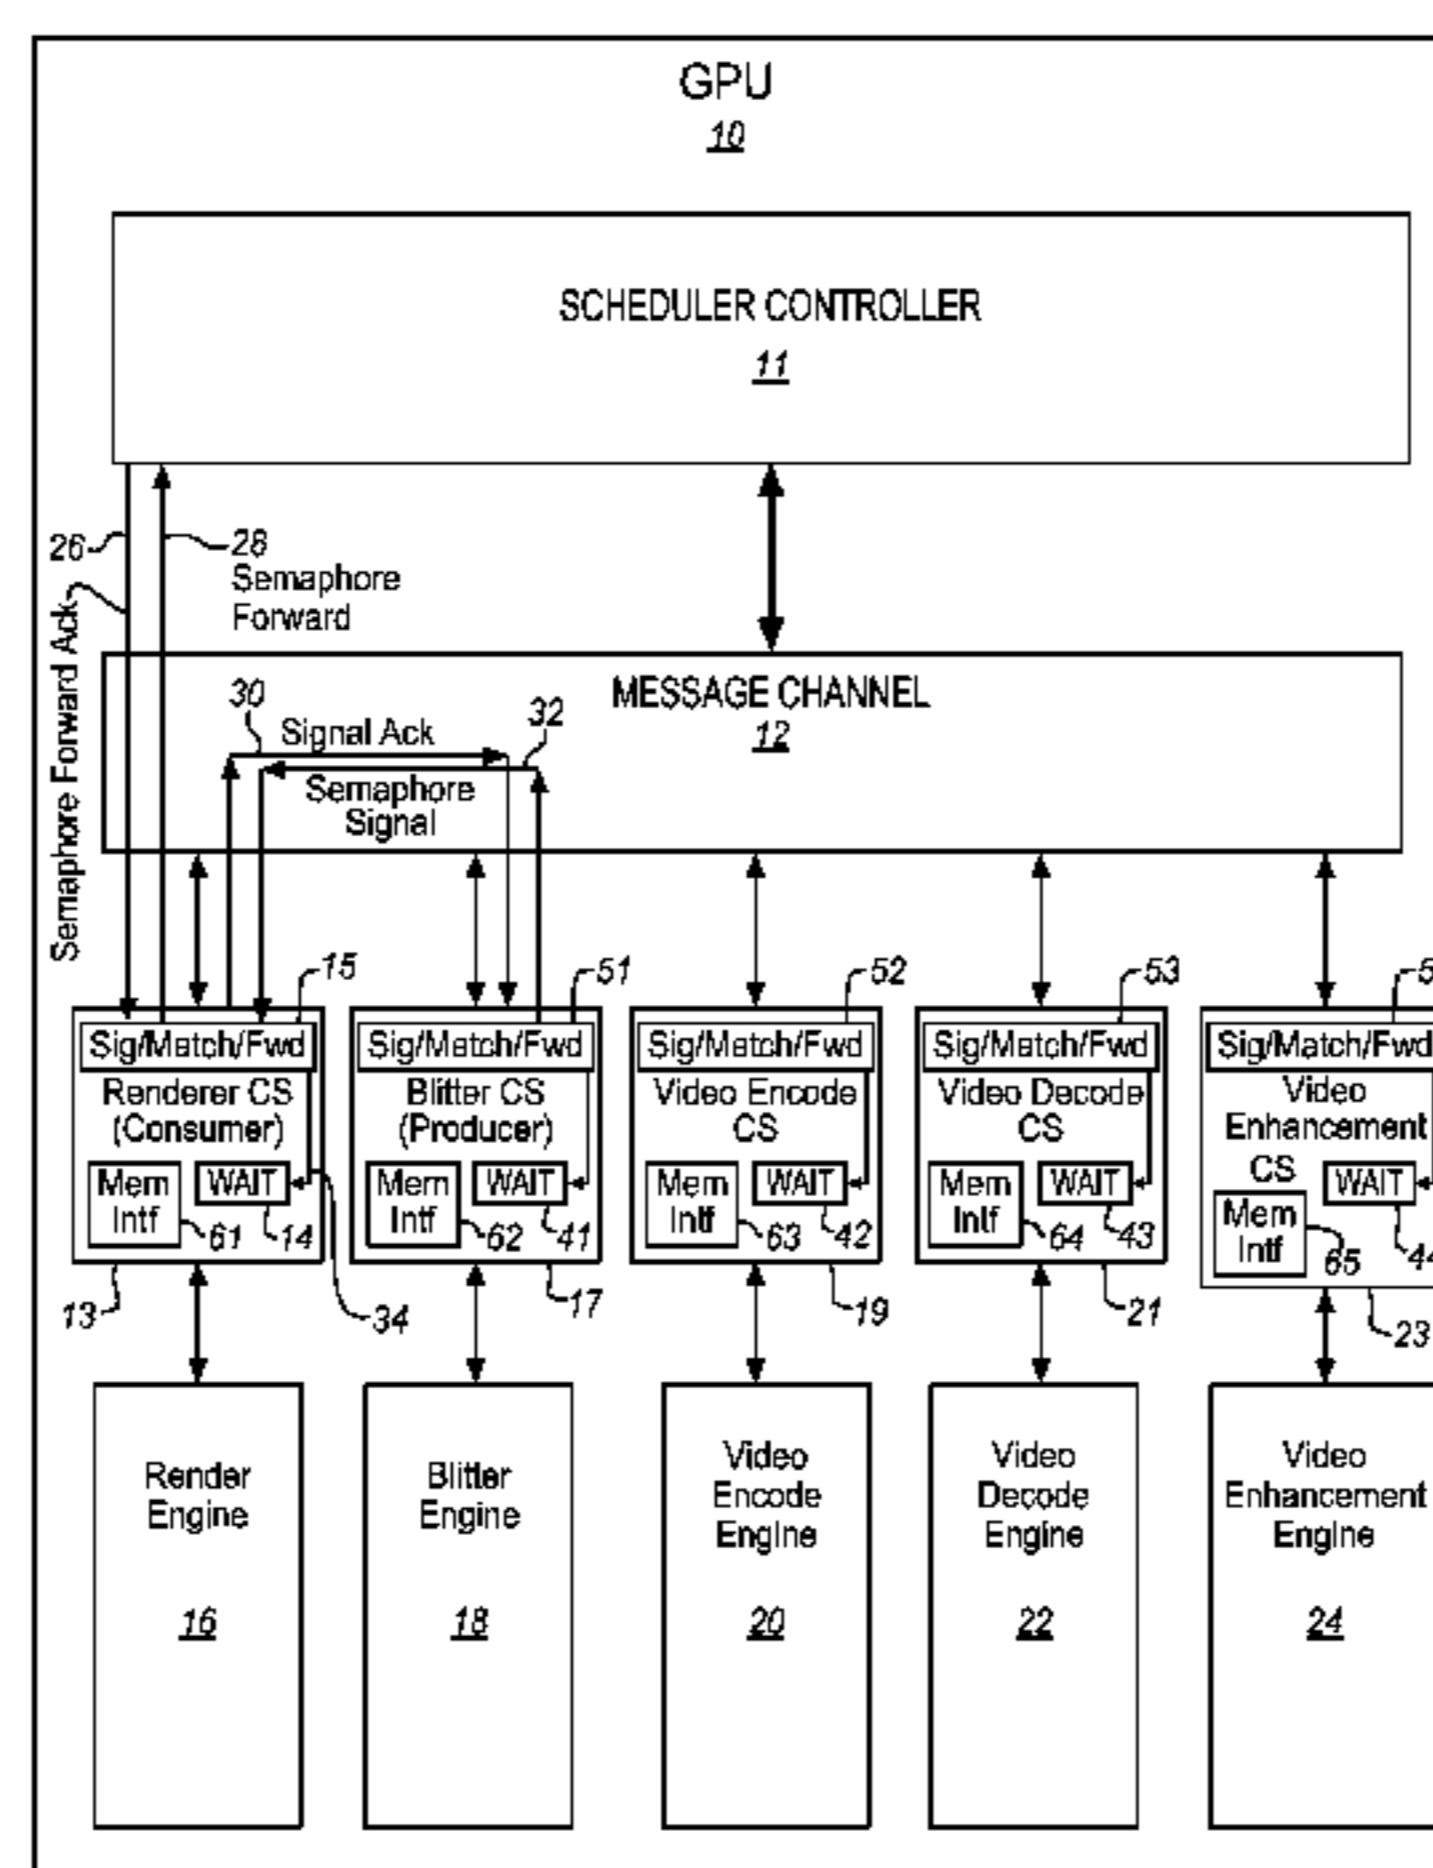 GPU
10
SCHEDULER CONTROLLER
11
26
28
Semaphore
Forward
Semaphore Forward Ack
MESSAGE CHANNEL
12
30
Signal Ack
32
Semaphore
Signal
15
51
52
53
Sig/Match/Fwd
Renderer CS
(Consumer)
Mem
Intf
WAIT
61
14
13
34
Sig/Match/Fwd
Blitter CS
(Producer)
Mem
Intf
WAIT
62
41
17
Sig/Match/Fwd
Video Encode
CS
Mem
Intf
WAIT
63
42
19
Sig/Match/Fwd
Video Decode
CS
Mem
Intf
WAIT
64
43
21
Sig/Match/Fwd
Video
Enhancement
CS
WAIT
Mem
Intf
65
44
23
Render
Engine
16
Blitter
Engine
18
Video
Encode
Engine
20
Video
Decode
Engine
22
Video
Enhancement
Engine
24